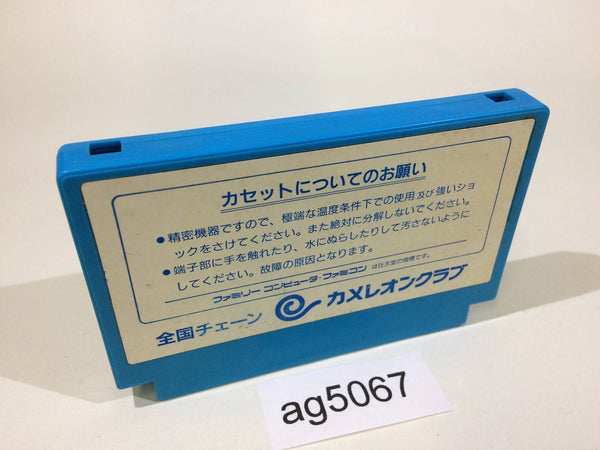 カセットについてのお願い
●精密機器ですので、極端な温度条件下での使用及び強いショ
ックをさけてください。また絶対に分解しないでください。
●端子部に手を触れたり、水にぬらしたりして汚さないように
してください。故障の原因となります。
ファミリーコンピュータ・ファミコンは任天堂の商標です。
全国チェーン カメレオンクラブ
ag5067